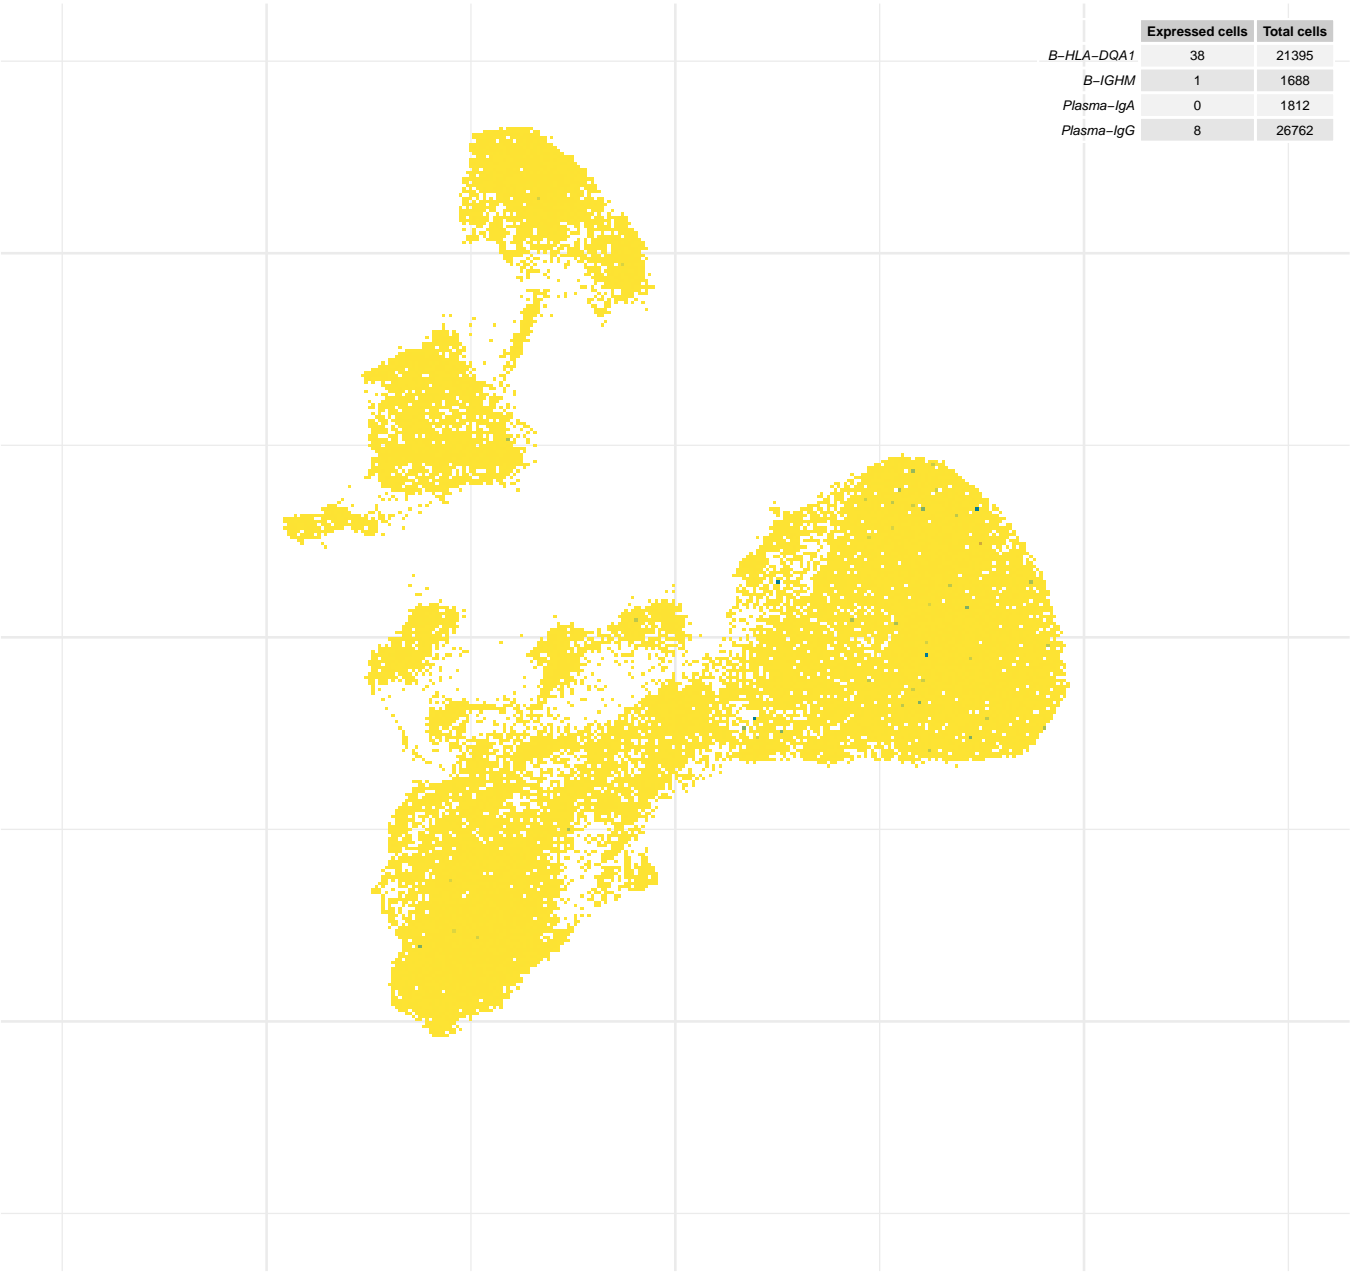 Expressed cells Total cells
B−HLA−DQA1 38 21395
B−IGHM 1 1688
Plasma−IgA 0 1812
Plasma−IgG 8 26762